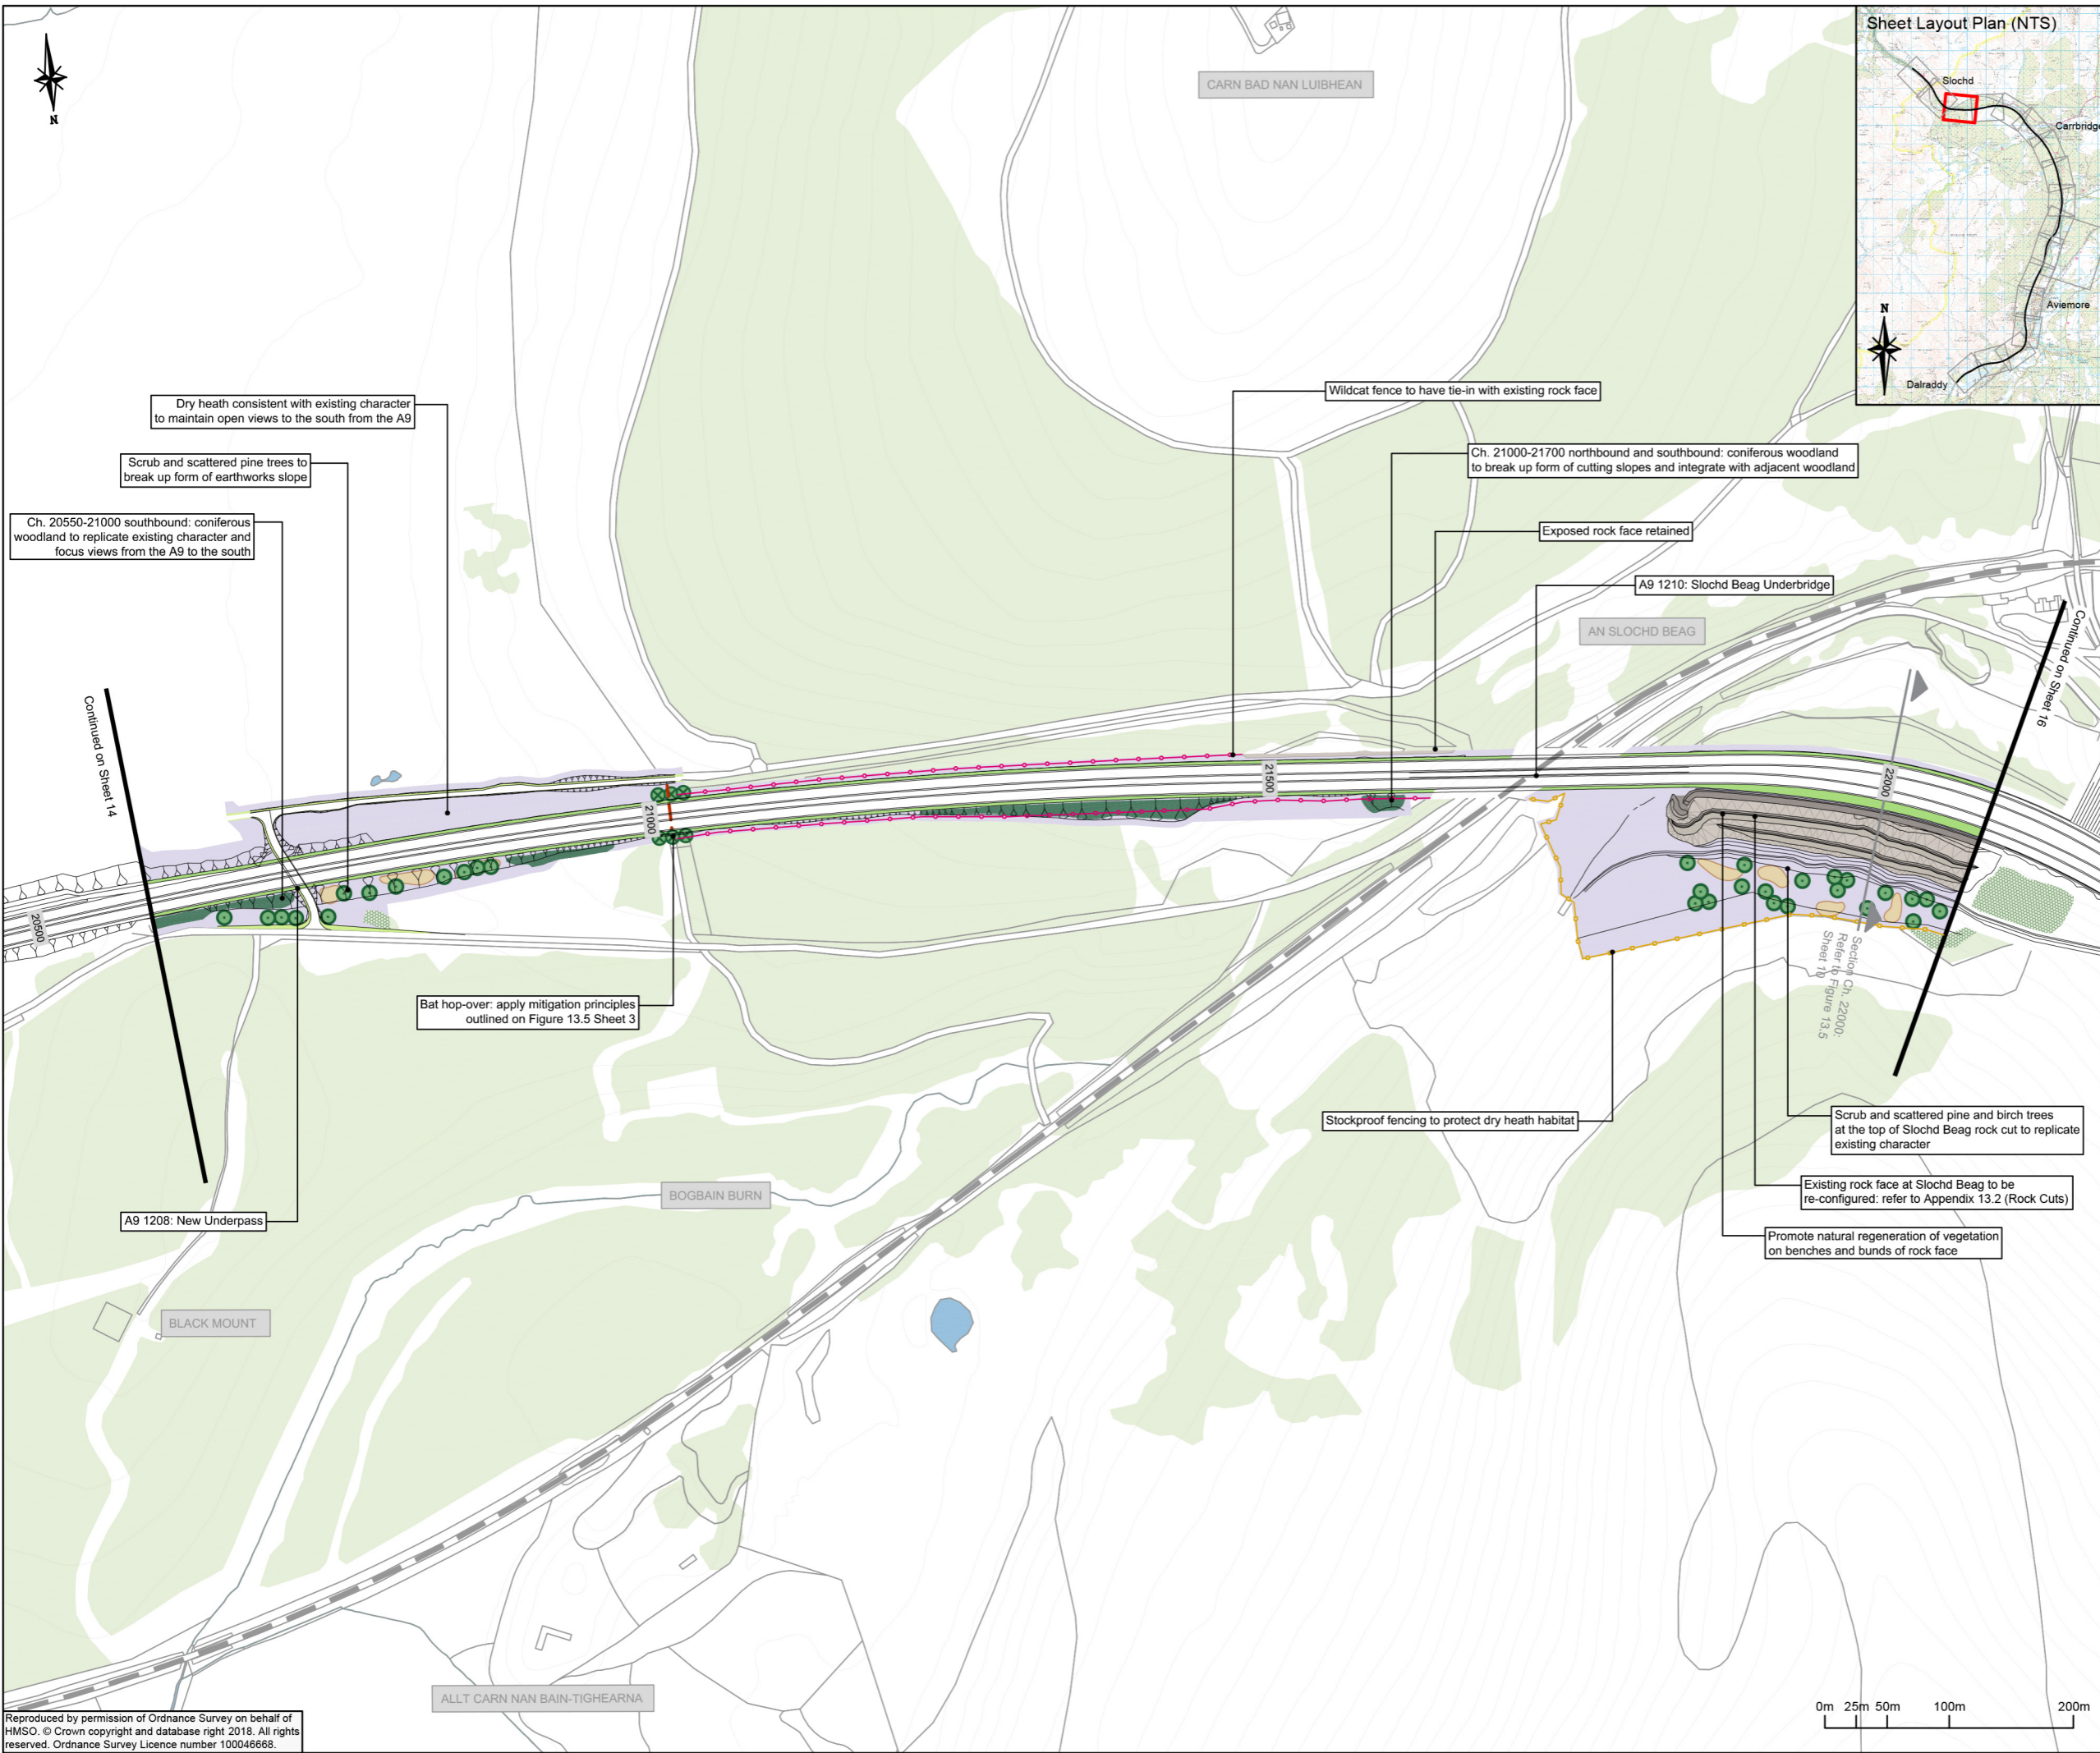 Sheet Layout Plan (NTS)
Slochd
Carrbridge
Aviemore
Dalraddy
N
N
CARN BAD NAN LUIBHEAN
Dry heath consistent with existing character
to maintain open views to the south from the A9
Wildcat fence to have tie-in with existing rock face
Scrub and scattered pine trees to
break up form of earthworks slope
Ch. 21000-21700 northbound and southbound: coniferous woodland
to break up form of cutting slopes and integrate with adjacent woodland
Ch. 20550-21000 southbound: coniferous
woodland to replicate existing character and
focus views from the A9 to the south
Exposed rock face retained
A9 1210: Slochd Beag Underbridge
AN SLOCHD BEAG
Continued on Sheet 14
Continued on Sheet 16
20500
21000
21500
22000
Section Ch. 22000:
Refer to Figure 13.5
Sheet 10
Bat hop-over: apply mitigation principles
outlined on Figure 13.5 Sheet 3
Stockproof fencing to protect dry heath habitat
Scrub and scattered pine and birch trees
at the top of Slochd Beag rock cut to replicate
existing character
Existing rock face at Slochd Beag to be
re-configured: refer to Appendix 13.2 (Rock Cuts)
Promote natural regeneration of vegetation
on benches and bunds of rock face
A9 1208: New Underpass
BOGBAIN BURN
BLACK MOUNT
ALLT CARN NAN BAIN-TIGHEARNA
0m 25m 50m 100m 200m
Reproduced by permission of Ordnance Survey on behalf of
HMSO. © Crown copyright and database right 2018. All rights
reserved. Ordnance Survey Licence number 100046668.